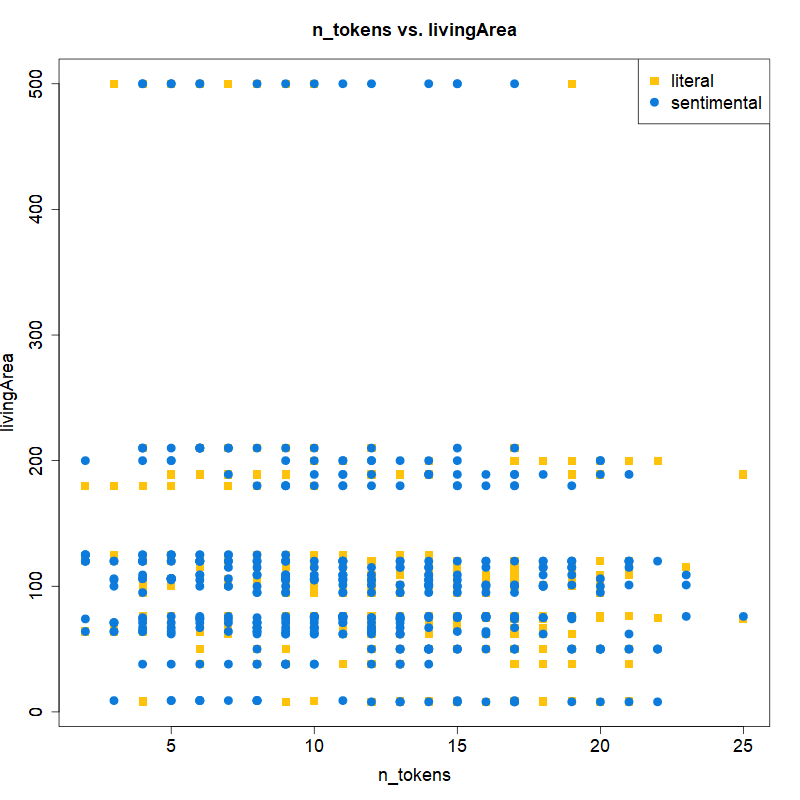 n_tokens vs. livingArea
literal
sentimental
500
400
300
200
100
0
livingArea
5 10 15 20 25
n_tokens